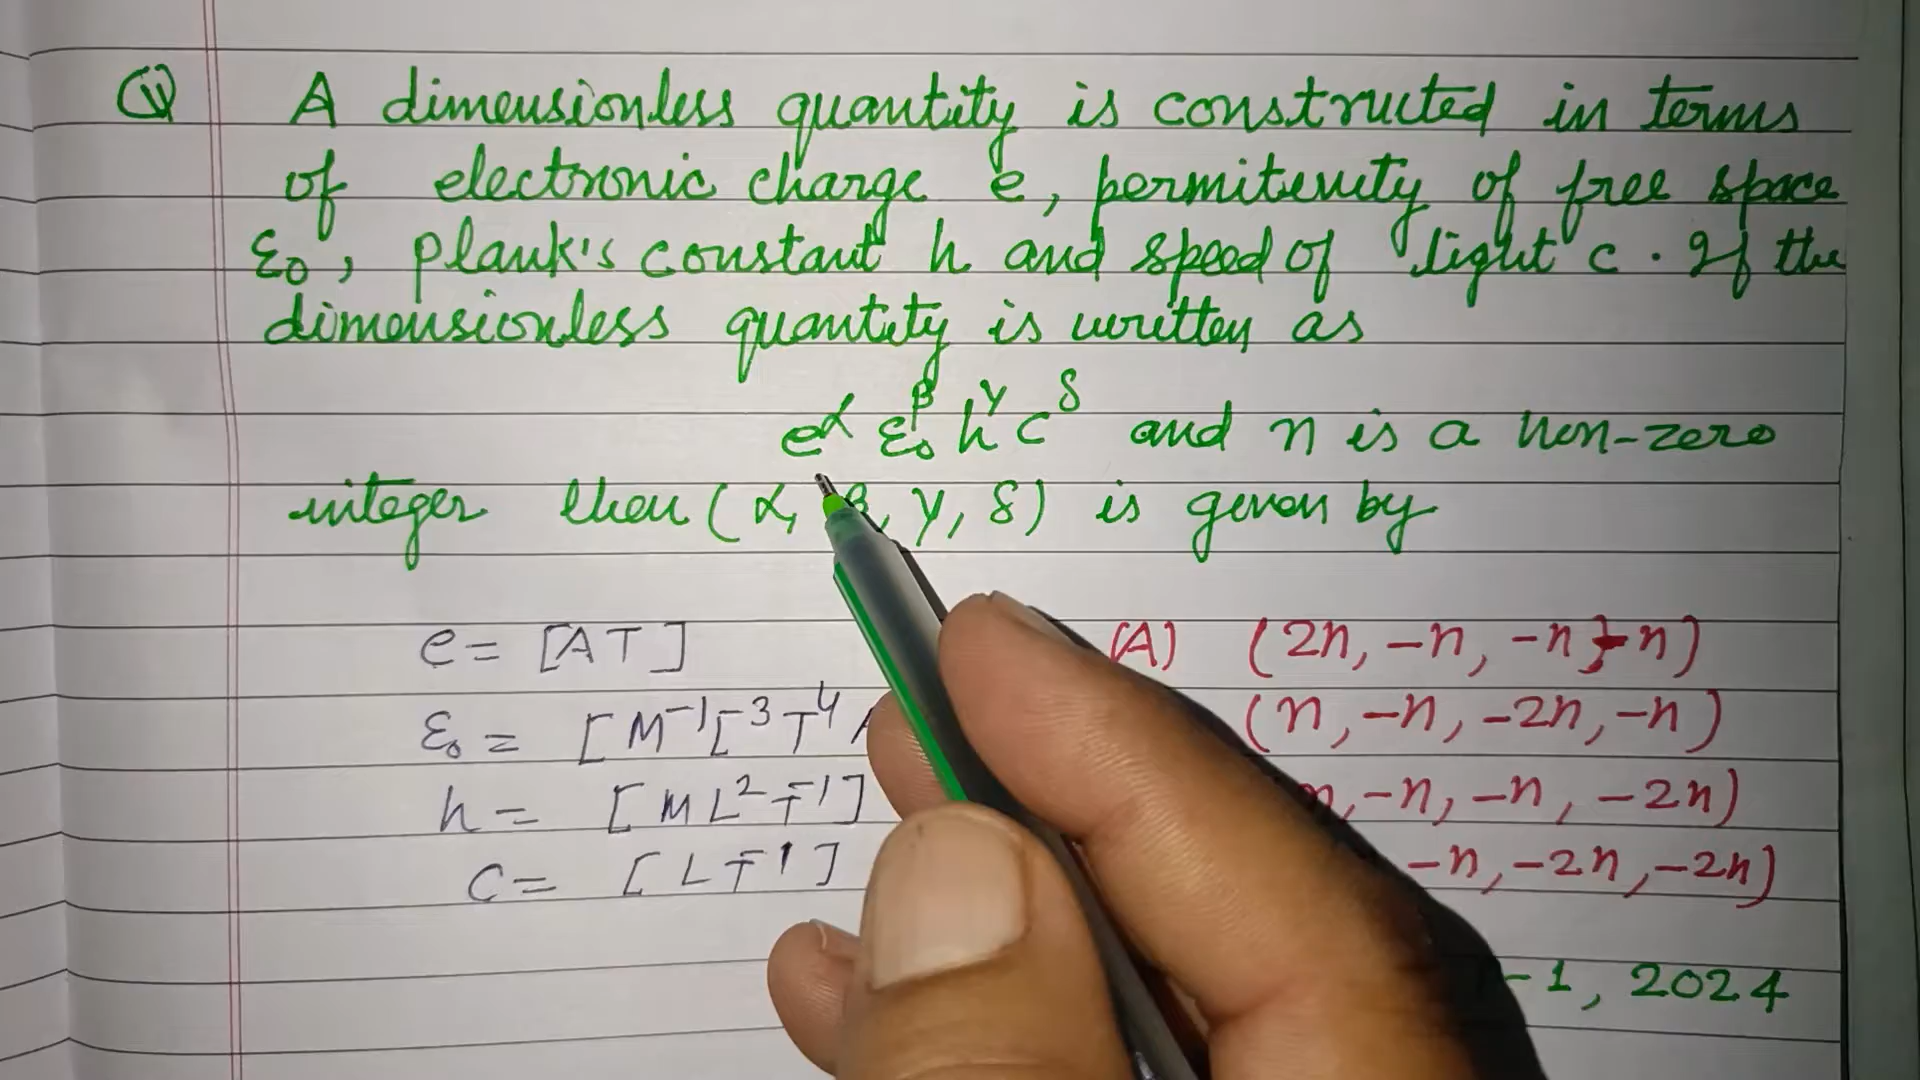 Q A dimensionless quantity is constructed in terms
of electronic charge e, permitevity of free space
ε₀, plank's constant h and speed of light c. If the
dimensionless quantity is written as
e^α ε₀^β h^γ c^δ and n is a non-zero
integer then (α, β, γ, δ) is given by
e = [AT] (A) (2n, -n, -n, -n)
ε₀ = [M⁻¹L⁻³T⁴ (n, -n, -2n, -n)
h = [ML²T⁻¹] n, -n, -n, -2n)
c = [LT⁻¹] -n, -2n, -2n)
-1, 2024